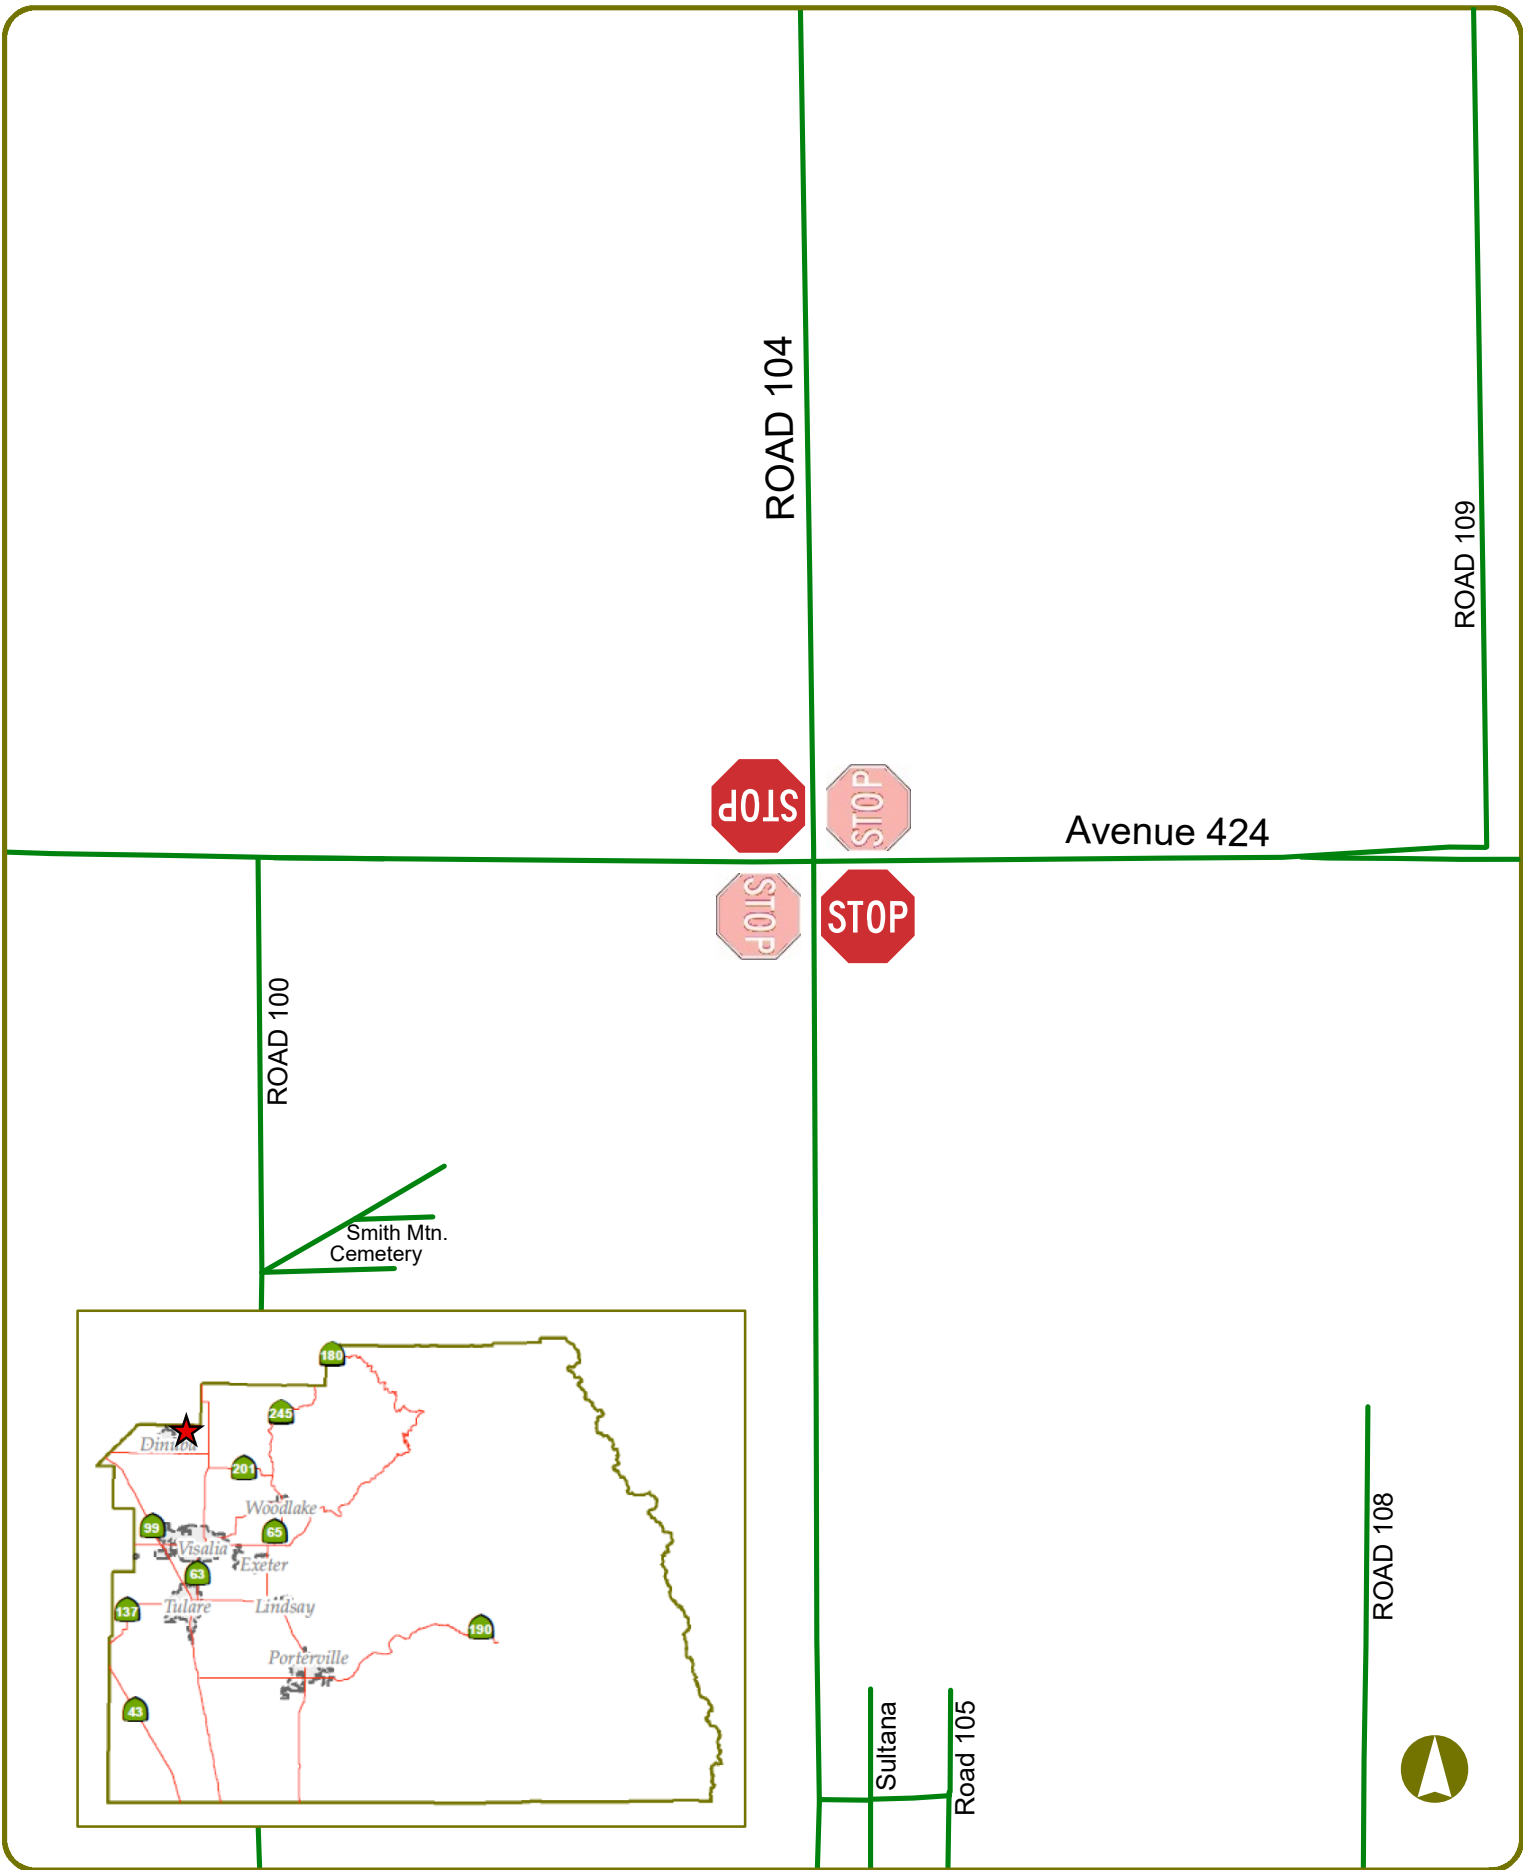 ROAD 104
ROAD 109
STOP
STOP
Avenue 424
STOP
STOP
ROAD 100
Smith Mtn.
Cemetery
180
245
Dinuba
201
Woodlake
99
65
Visalia
Exeter
63
137
Tulare
Lindsay
190
Porterville
43
ROAD 108
Sultana
Road 105